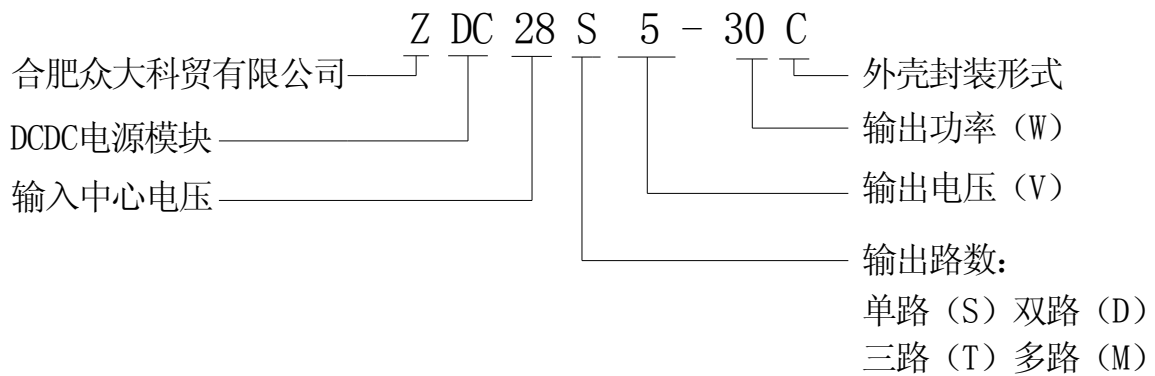 Z DC 28 S 5 - 30 C
合肥众大科贸有限公司
外壳封装形式
DCDC电源模块
输出功率（W）
输入中心电压
输出电压（V）
输出路数：
单路（S）双路（D）
三路（T）多路（M）